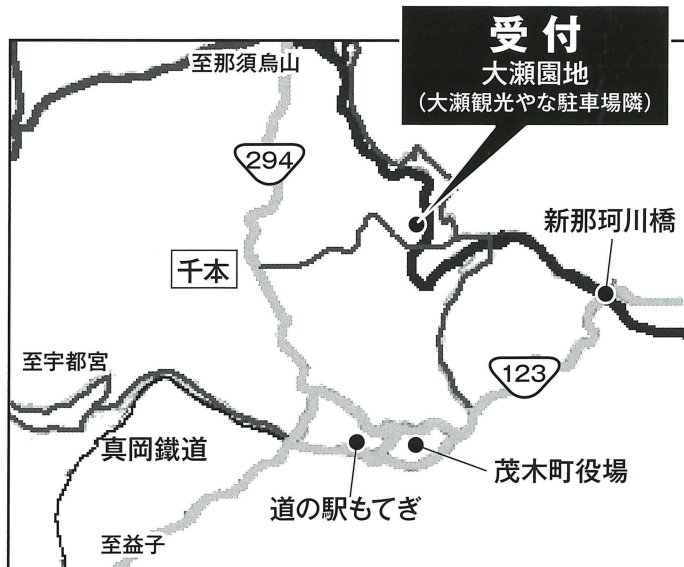 受付
大瀬園地
（大瀬観光やな駐車場隣）
至那須烏山
294
新那珂川橋
千本
至宇都宮
123
真岡鐵道
茂木町役場
道の駅もてぎ
至益子